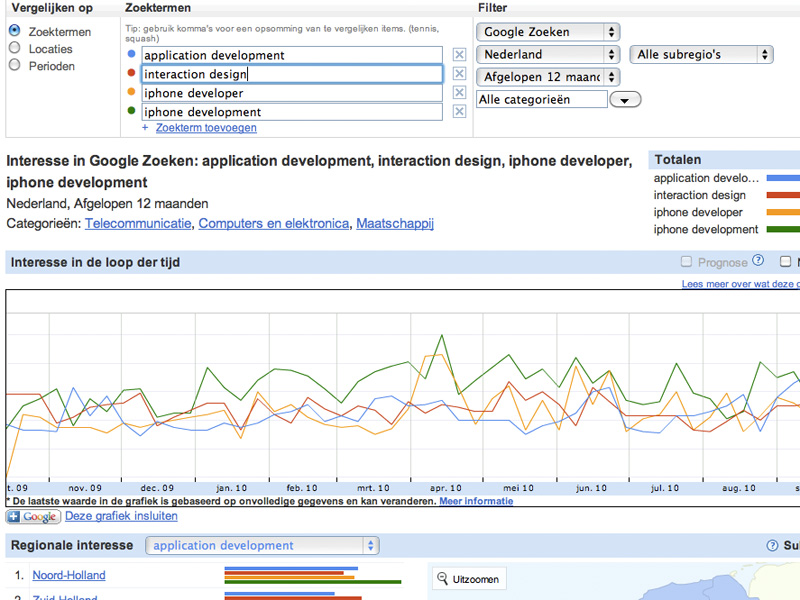 Vergelijken op
Zoektermen
Filter
Zoektermen
Locaties
Perioden
Tip: gebruik komma's voor een opsomming van te vergelijken items. (tennis,
squash)
application development
interaction design
iphone developer
iphone development
+ Zoekterm toevoegen
Google Zoeken
Nederland
Alle subregio's
Afgelopen 12 maand
Alle categorieën
Interesse in Google Zoeken: application development, interaction design, iphone developer,
iphone development
Nederland, Afgelopen 12 maanden
Categorieën: Telecommunicatie, Computers en elektronica, Maatschappij
Totalen
application develo...
interaction design
iphone developer
iphone development
Interesse in de loop der tijd
Prognose ?
Lees meer over wat deze
t. 09 nov. 09 dec. 09 jan. 10 feb. 10 mrt. 10 apr. 10 mei 10 jun. 10 jul. 10 aug. 10 s
* De laatste waarde in de grafiek is gebaseerd op onvolledige gegevens en kan veranderen. Meer informatie
+ Google Deze grafiek insluiten
Regionale interesse application development ? Su
1. Noord-Holland
Uitzoomen
2. Zuid-Holland